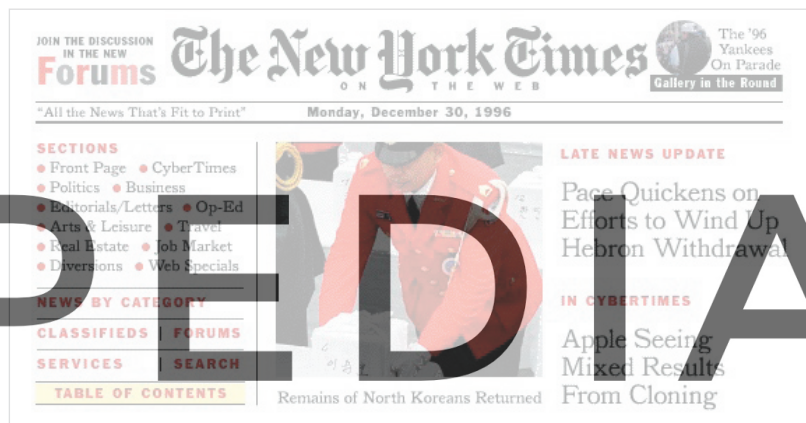 JOIN THE DISCUSSION
IN THE NEW
Forums
The New York Times
ON THE WEB
The '96
Yankees
On Parade
Gallery in the Round
"All the News That's Fit to Print"
Monday, December 30, 1996
SECTIONS
● Front Page ● CyberTimes
● Politics ● Business
● Editorials/Letters ● Op-Ed
● Arts & Leisure ● Travel
● Real Estate ● Job Market
● Diversions ● Web Specials
NEWS BY CATEGORY
CLASSIFIEDS | FORUMS
SERVICES | SEARCH
TABLE OF CONTENTS
Remains of North Koreans Returned
LATE NEWS UPDATE
Pace Quickens on
Efforts to Wind Up
Hebron Withdrawal
IN CYBERTIMES
Apple Seeing
Mixed Results
From Cloning
PEDIA